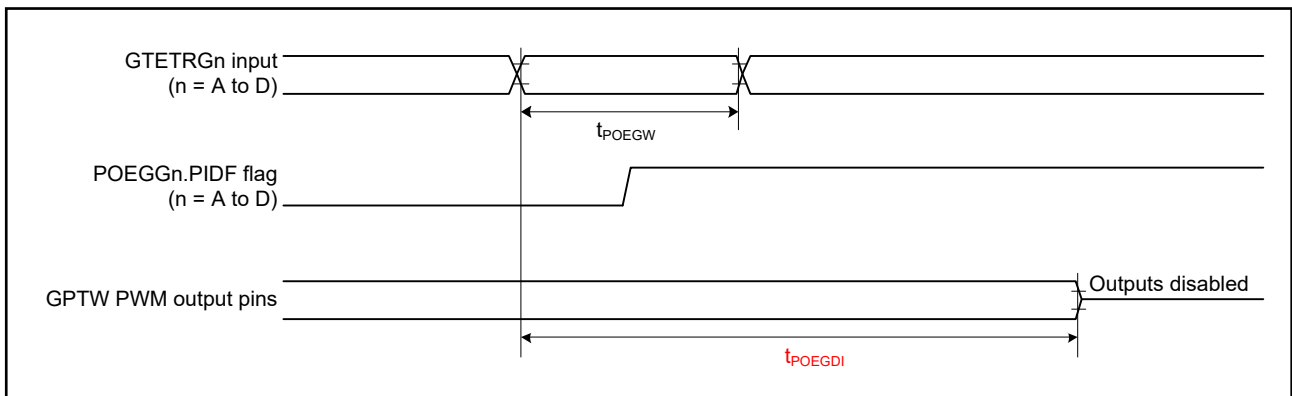 GTETRGn input
(n = A to D)
tPOEGW
POEGGn.PIDF flag
(n = A to D)
Outputs disabled
GPTW PWM output pins
tPOEGDI